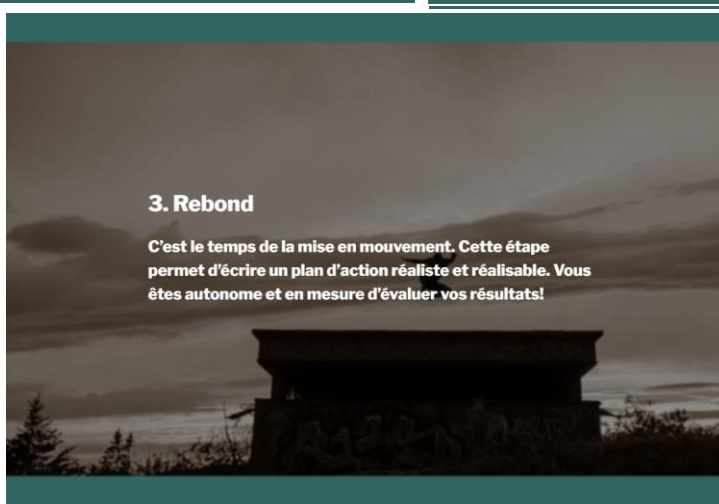 3. Rebond
C'est le temps de la mise en mouvement. Cette étape
permet d'écrire un plan d'action réaliste et réalisable. Vous
êtes autonome et en mesure d'évaluer vos résultats!